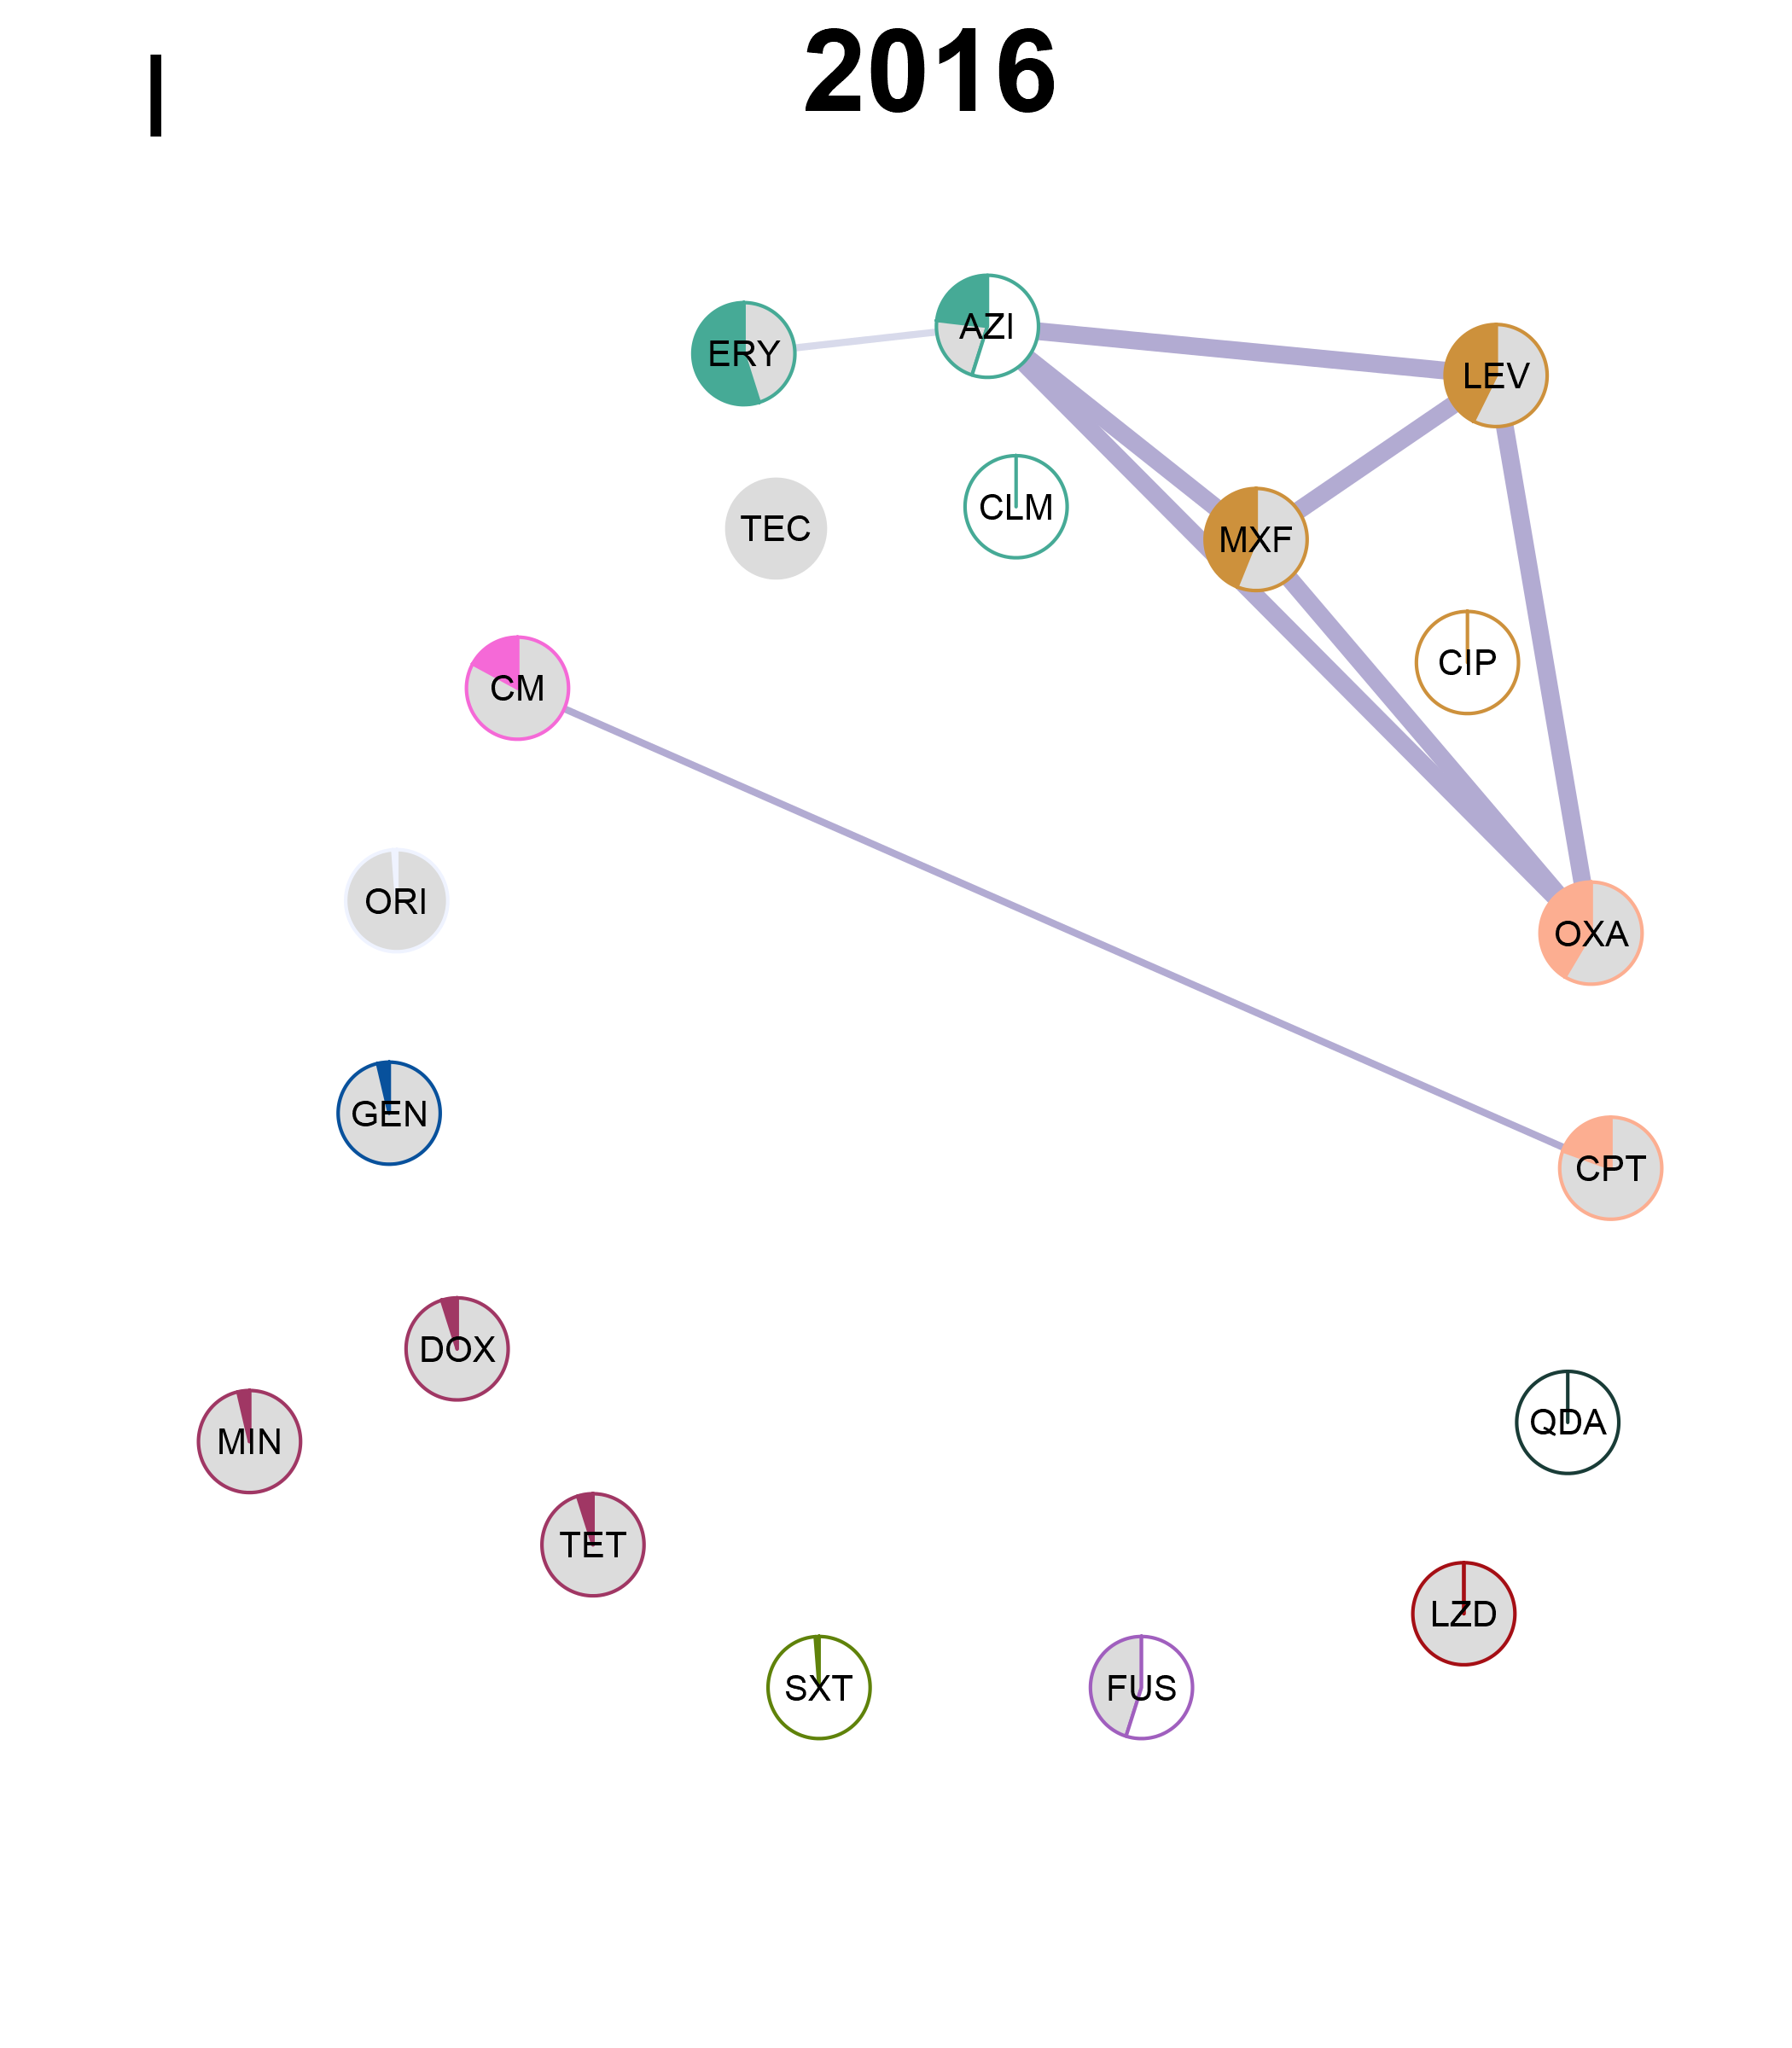 I
2016
ERY
AZI
LEV
TEC
CLM
MXF
CIP
CM
ORI
OXA
GEN
CPT
DOX
MIN
QDA
TET
LZD
SXT
FUS